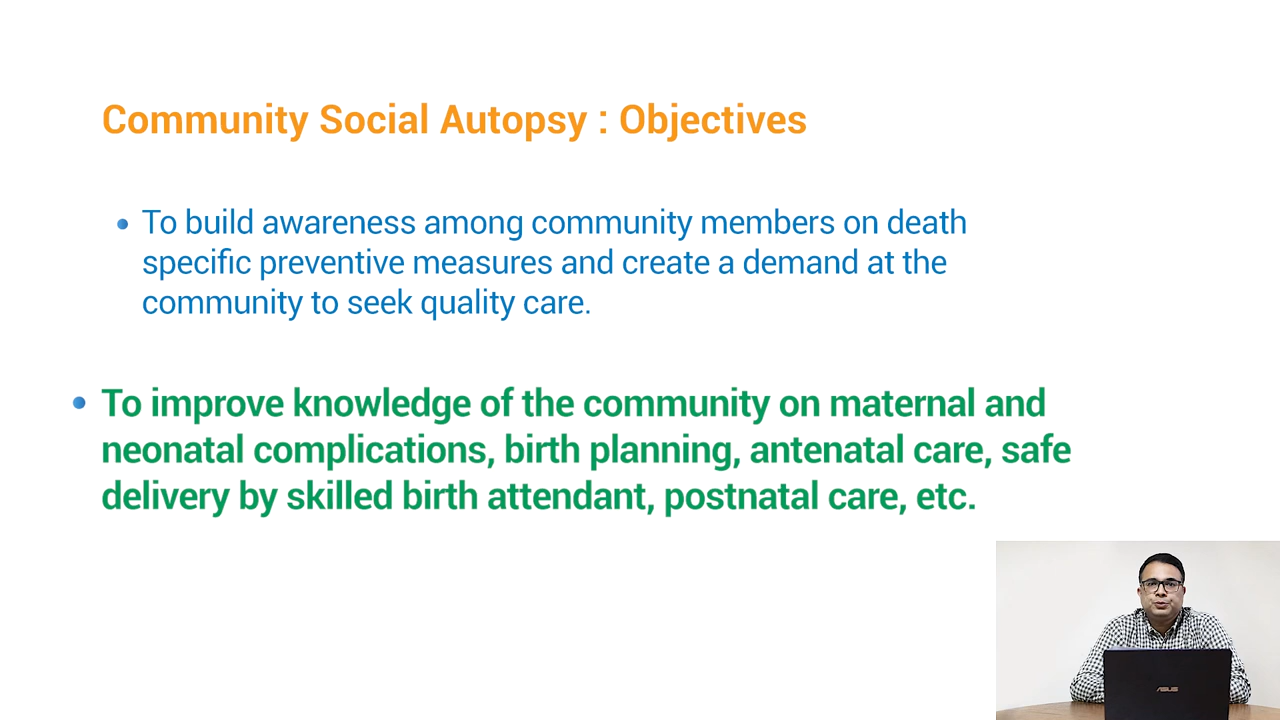 Community Social Autopsy : Objectives
• To build awareness among community members on death
specific preventive measures and create a demand at the
community to seek quality care.
• To improve knowledge of the community on maternal and
neonatal complications, birth planning, antenatal care, safe
delivery by skilled birth attendant, postnatal care, etc.
ASUS